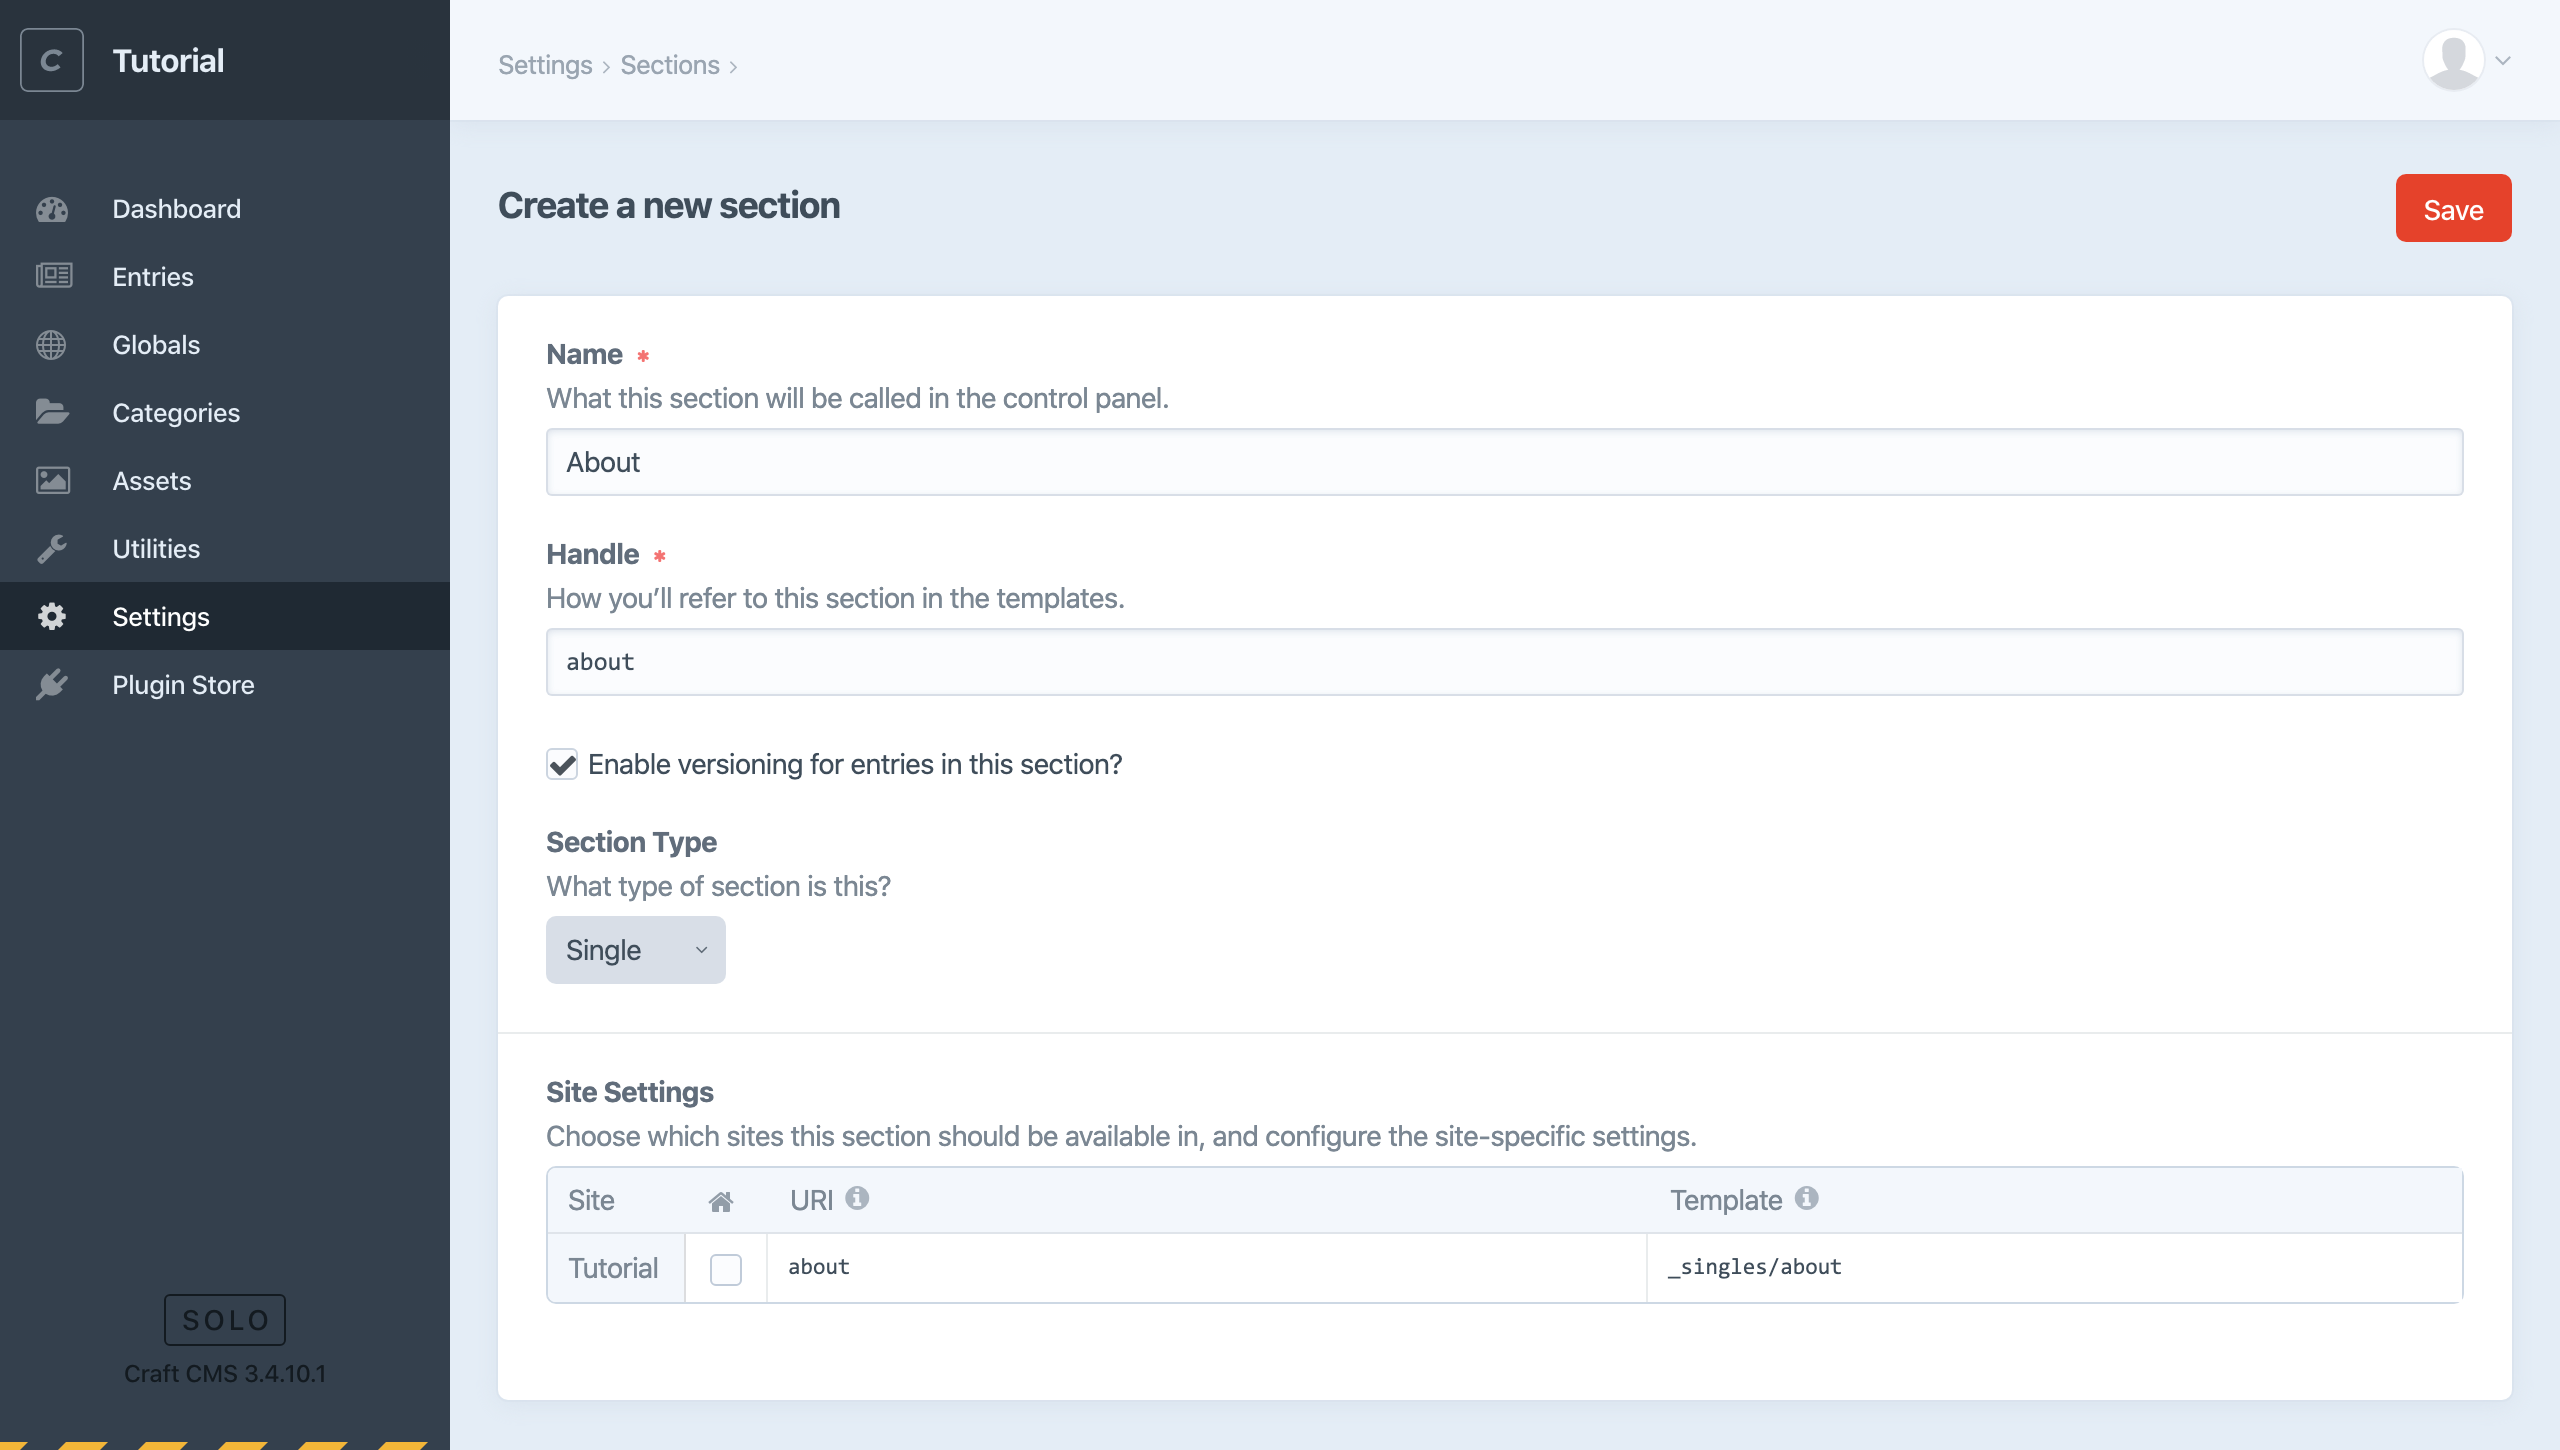 C Tutorial
Settings › Sections ›
Dashboard
Entries
Globals
Categories
Assets
Utilities
Settings
Plugin Store
SOLO
Craft CMS 3.4.10.1
Create a new section
Save
Name *
What this section will be called in the control panel.
About
Handle *
How you’ll refer to this section in the templates.
about
Enable versioning for entries in this section?
Section Type
What type of section is this?
Single
Site Settings
Choose which sites this section should be available in, and configure the site-specific settings.
Site URI Template
Tutorial about _singles/about